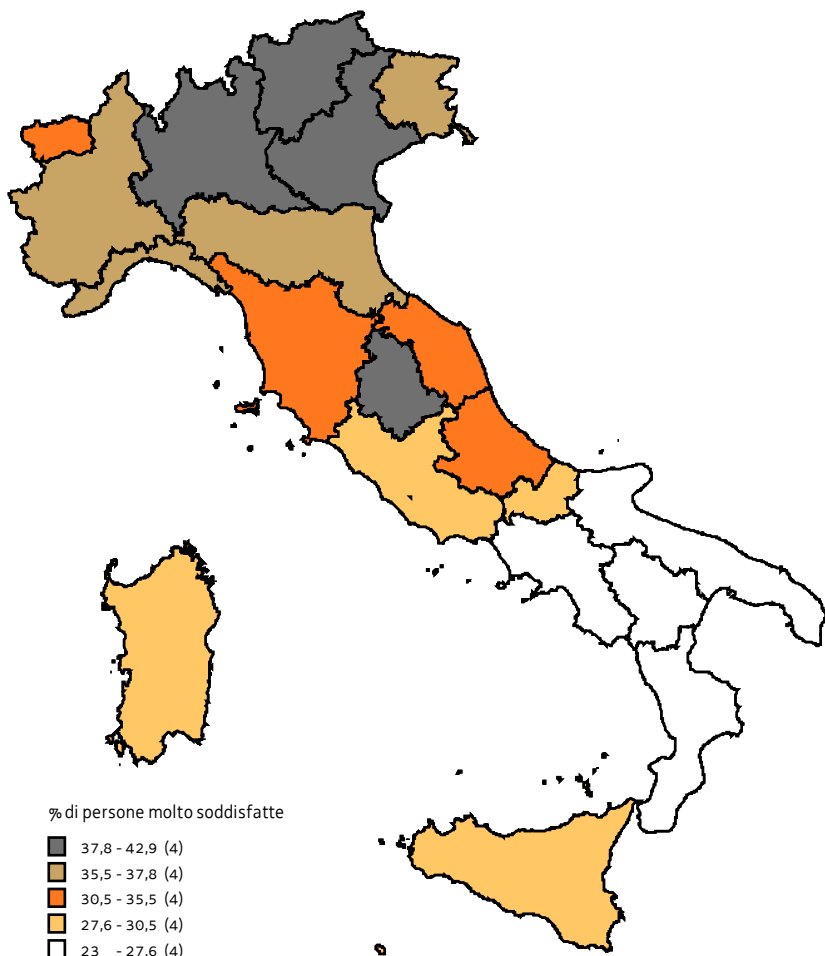 % di persone molto soddisfatte
37,8 - 42,9 (4)
35,5 - 37,8 (4)
30,5 - 35,5 (4)
27,6 - 30,5 (4)
23 - 27,6 (4)